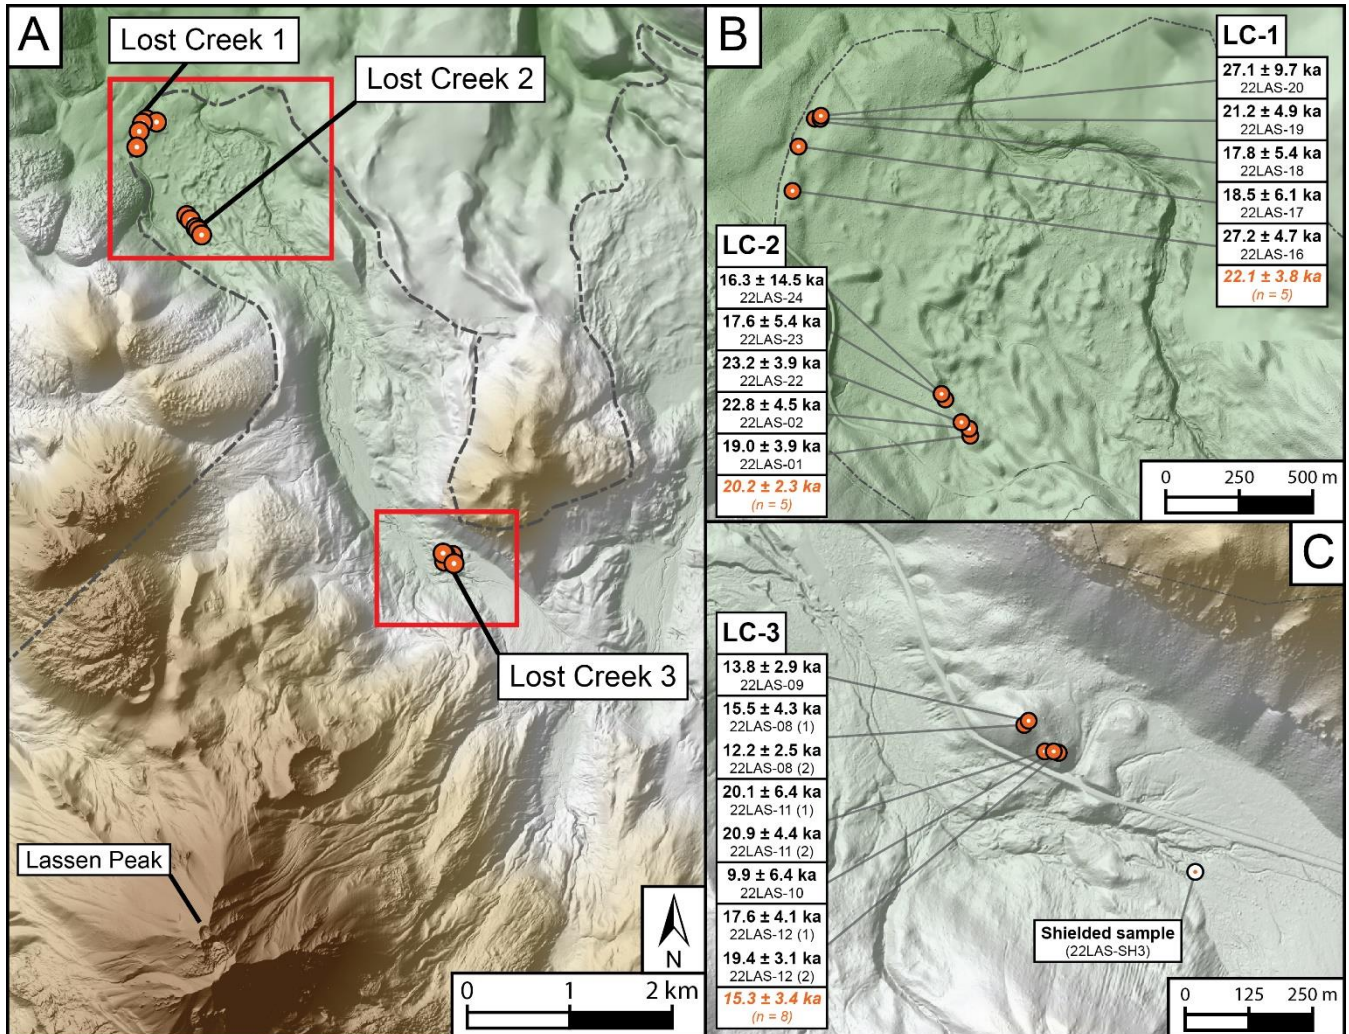 A
Lost Creek 1
Lost Creek 2
Lost Creek 3
Lassen Peak
N
0 1 2 km
B
LC-1
27.1 ± 9.7 ka
22LAS-20
21.2 ± 4.9 ka
22LAS-19
17.8 ± 5.4 ka
22LAS-18
18.5 ± 6.1 ka
22LAS-17
27.2 ± 4.7 ka
22LAS-16
22.1 ± 3.8 ka
(n = 5)
LC-2
16.3 ± 14.5 ka
22LAS-24
17.6 ± 5.4 ka
22LAS-23
23.2 ± 3.9 ka
22LAS-22
22.8 ± 4.5 ka
22LAS-02
19.0 ± 3.9 ka
22LAS-01
20.2 ± 2.3 ka
(n = 5)
0 250 500 m
C
LC-3
13.8 ± 2.9 ka
22LAS-09
15.5 ± 4.3 ka
22LAS-08 (1)
12.2 ± 2.5 ka
22LAS-08 (2)
20.1 ± 6.4 ka
22LAS-11 (1)
20.9 ± 4.4 ka
22LAS-11 (2)
9.9 ± 6.4 ka
22LAS-10
17.6 ± 4.1 ka
22LAS-12 (1)
19.4 ± 3.1 ka
22LAS-12 (2)
15.3 ± 3.4 ka
(n = 8)
Shielded sample
(22LAS-SH3)
0 125 250 m